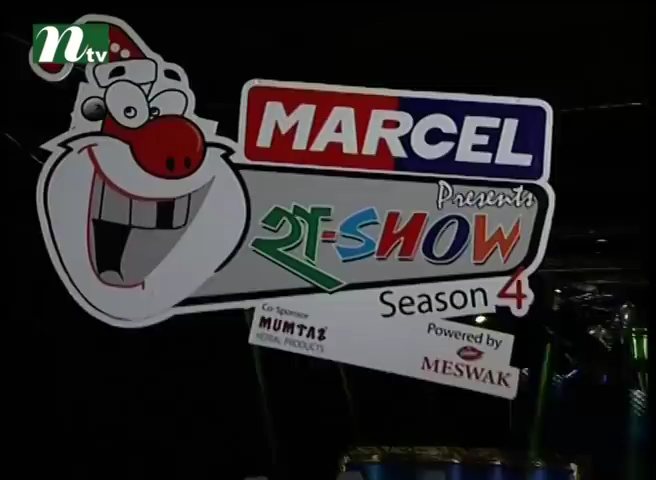 ntv
MARCEL
Presents
হা-SHOW
Season 4
Co-Sponsor
MUMTAZ
HERBAL PRODUCTS
Powered by
MESWAK